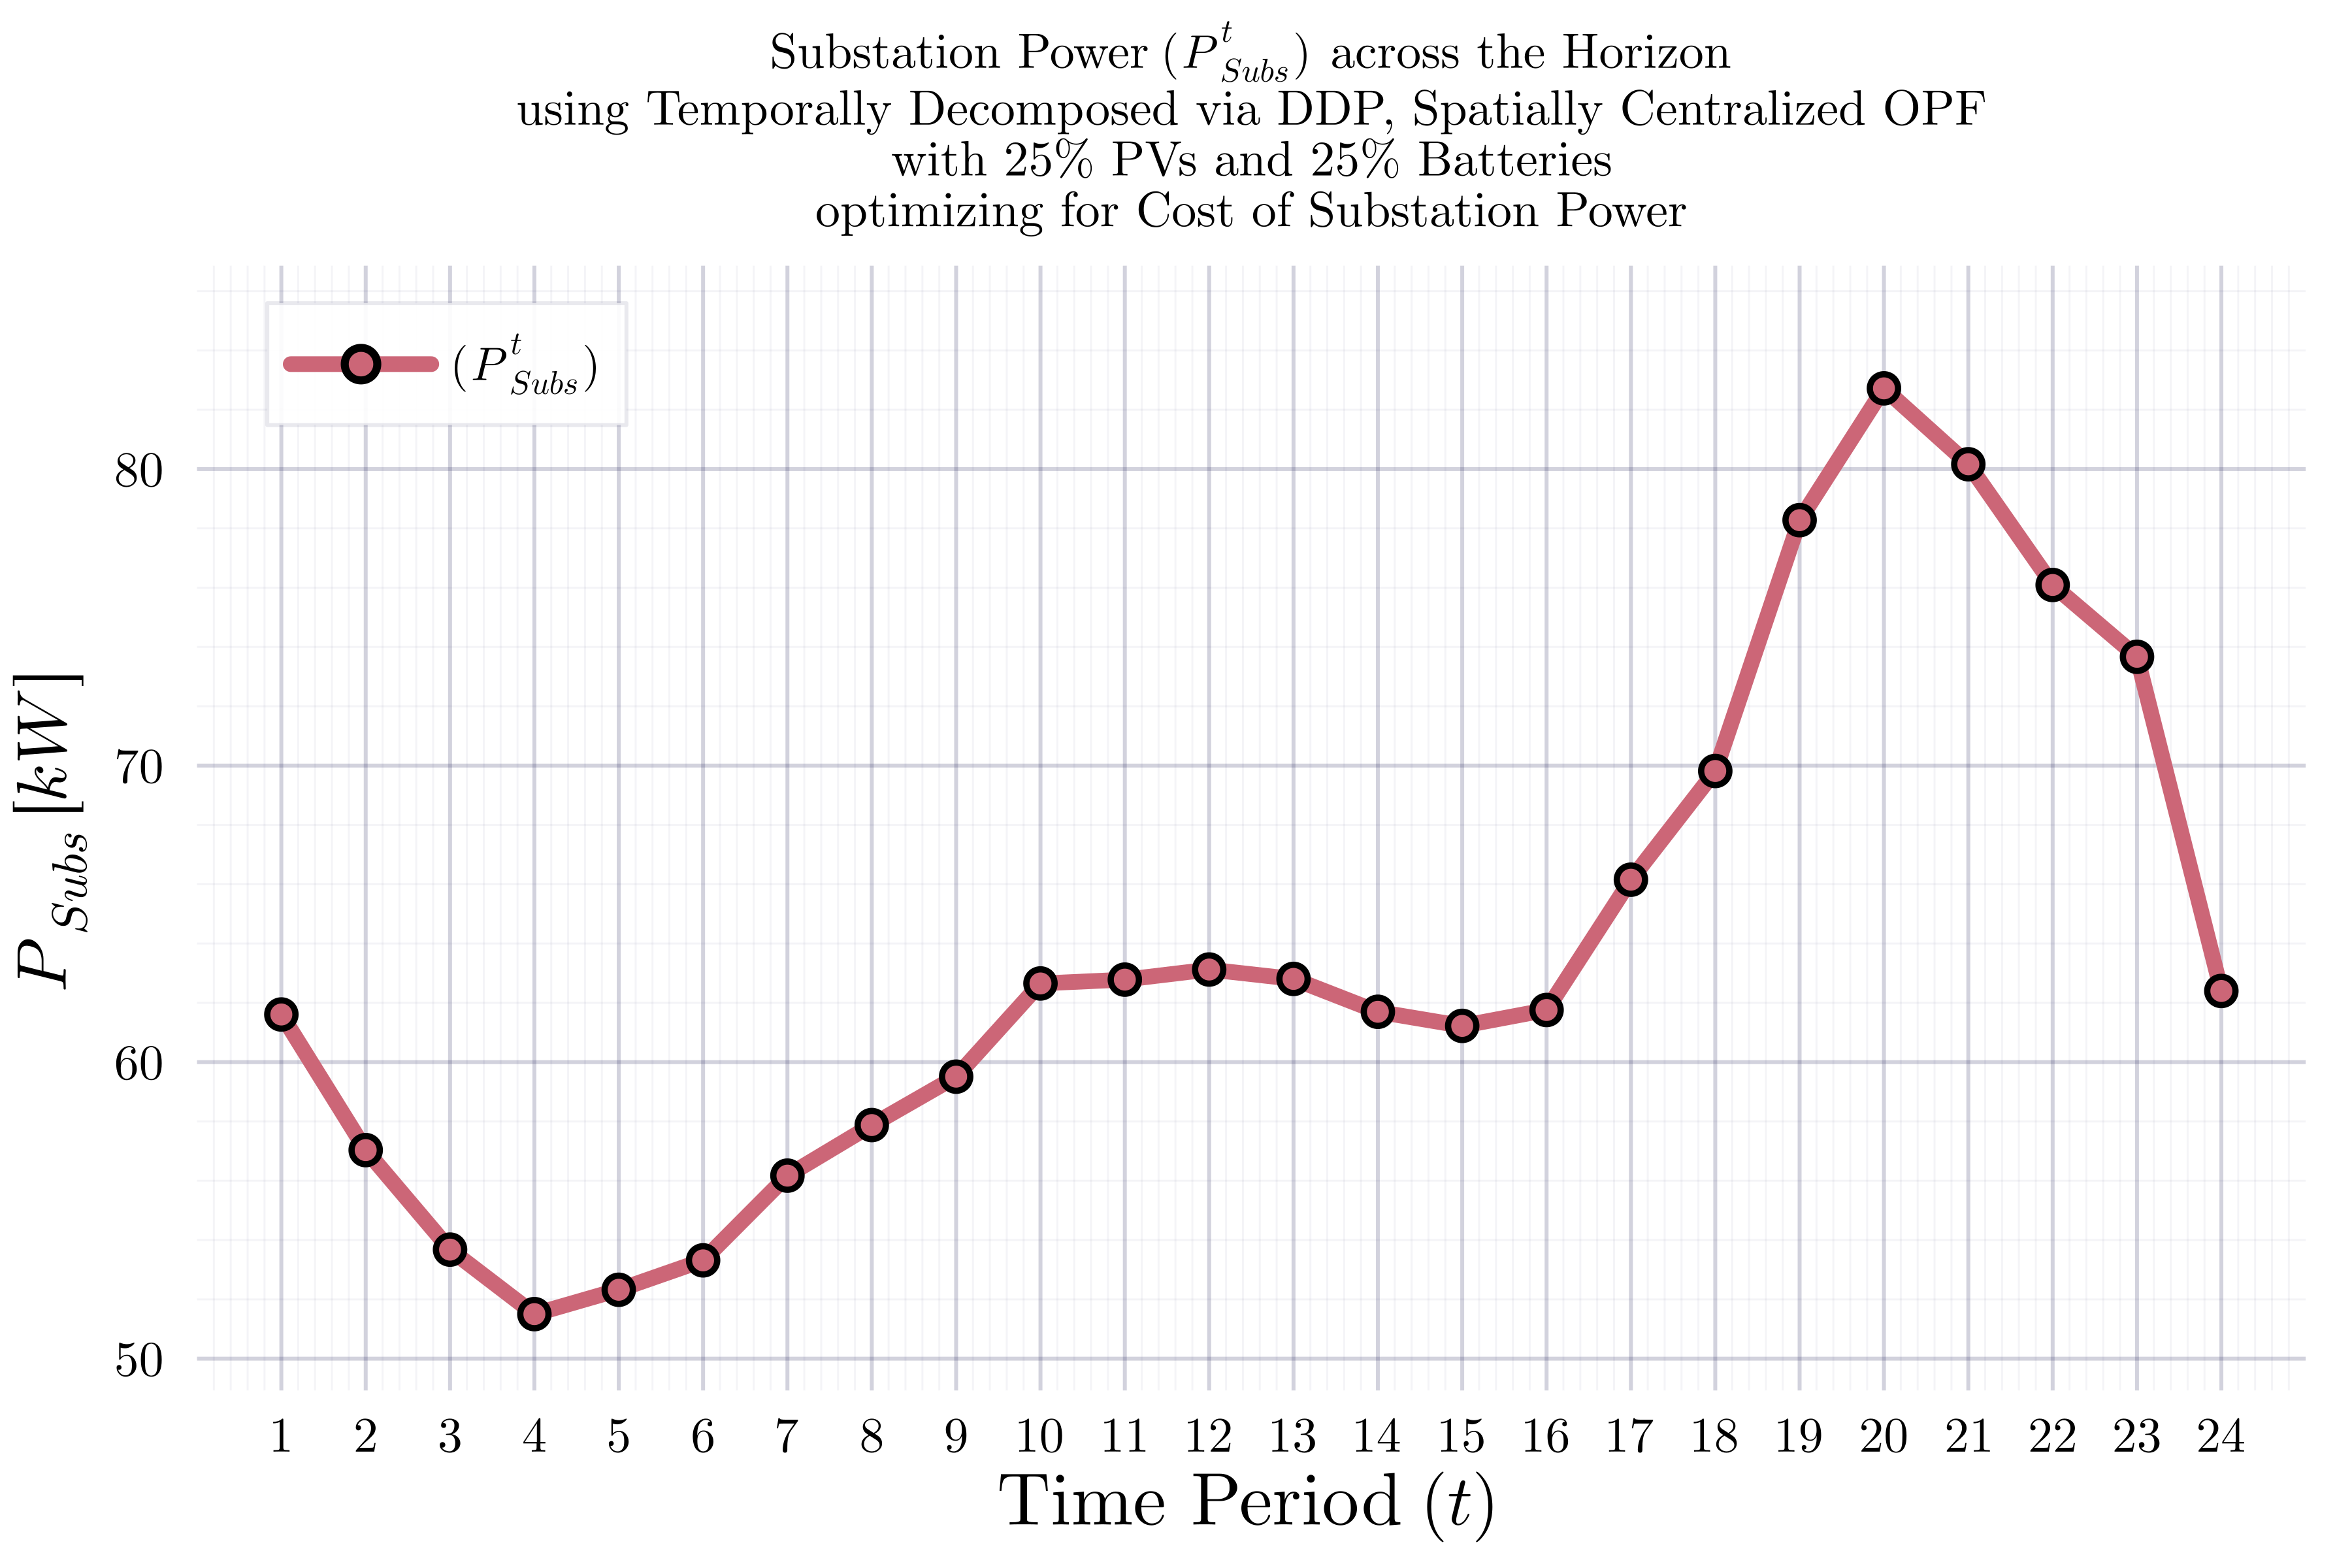 Substation Power (P^t_Subs) across the Horizon
using Temporally Decomposed via DDP, Spatially Centralized OPF
with 25% PVs and 25% Batteries
optimizing for Cost of Substation Power
(P^t_Subs)
P_Subs [kW]
80
70
60
50
1 2 3 4 5 6 7 8 9 10 11 12 13 14 15 16 17 18 19 20 21 22 23 24
Time Period (t)